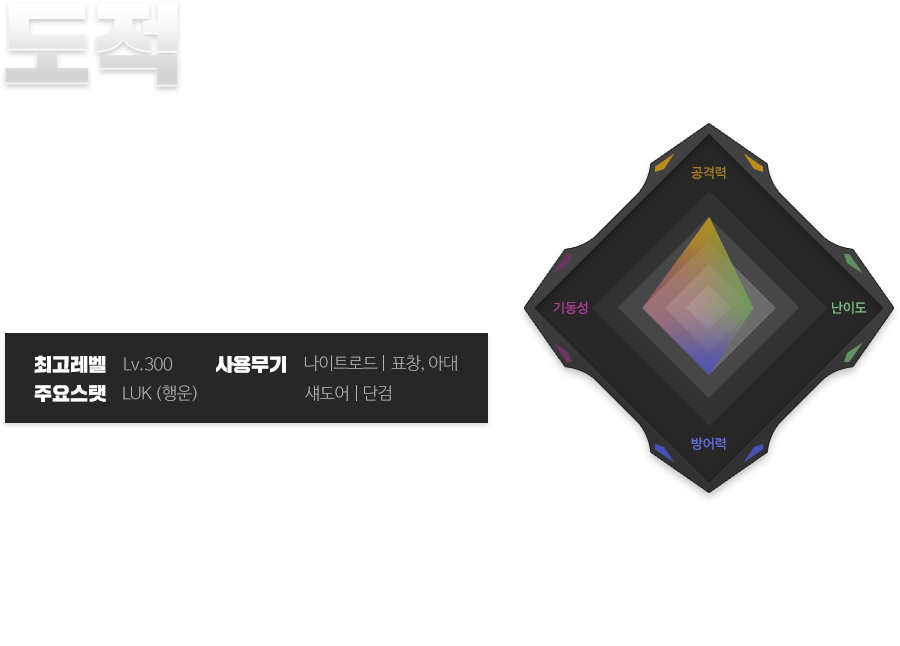 도적
공격력
기동성
난이도
방어력
최고레벨 Lv.300 사용무기 나이트로드 | 표창, 아대
주요스탯 LUK (행운) 섀도어 | 단검